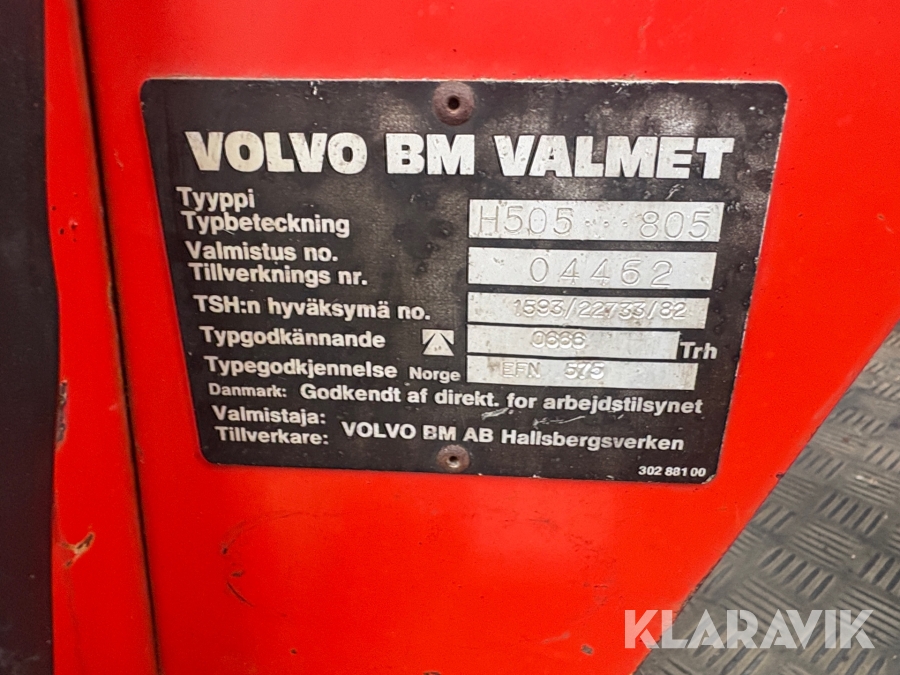 VOLVO BM VALMET
Tyyppi
Typbeteckning H505 805
Valmistus no.
Tillverknings nr. 04462
TSH:n hyväksymä no. 1593/22733/82
Typgodkännande 0666 Trh
Typegodkjennelse Norge EFN 575
Danmark: Godkendt af direkt. for arbejdstilsynet
Valmistaja:
Tillverkare: VOLVO BM AB Hallsbergsverken
302 881 00
KLARAVIK